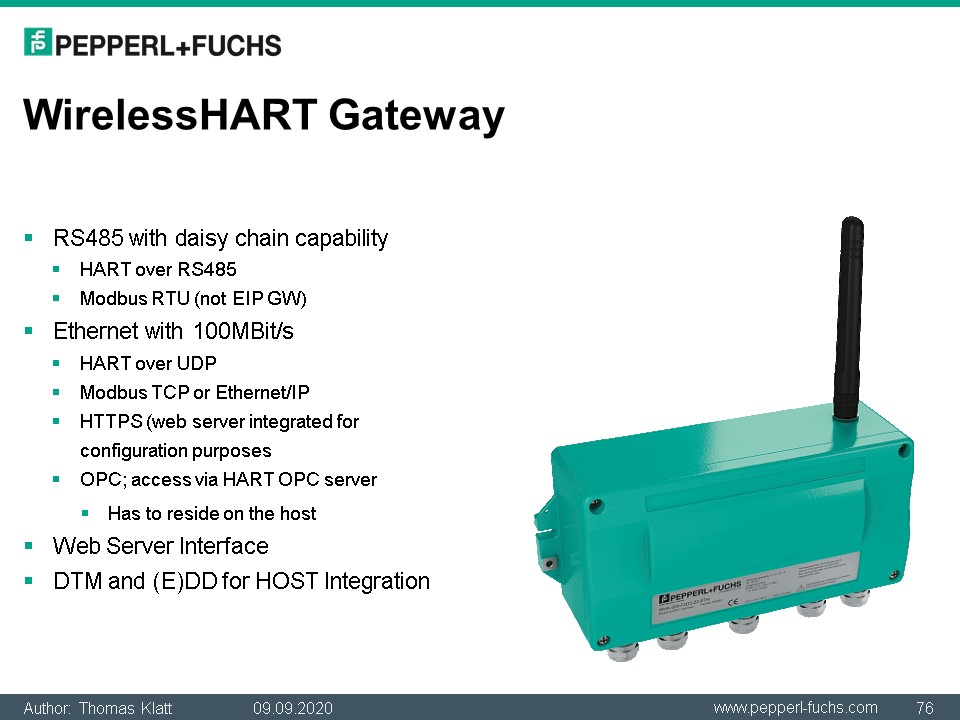 PEPPERL+FUCHS
WirelessHART Gateway
RS485 with daisy chain capability
HART over RS485
Modbus RTU (not EIP GW)
Ethernet with 100MBit/s
HART over UDP
Modbus TCP or Ethernet/IP
HTTPS (web server integrated for
configuration purposes
OPC; access via HART OPC server
Has to reside on the host
Web Server Interface
DTM and (E)DD for HOST Integration
PEPPERL+FUCHS
CE
Author: Thomas Klatt 09.09.2020 www.pepperl-fuchs.com 76